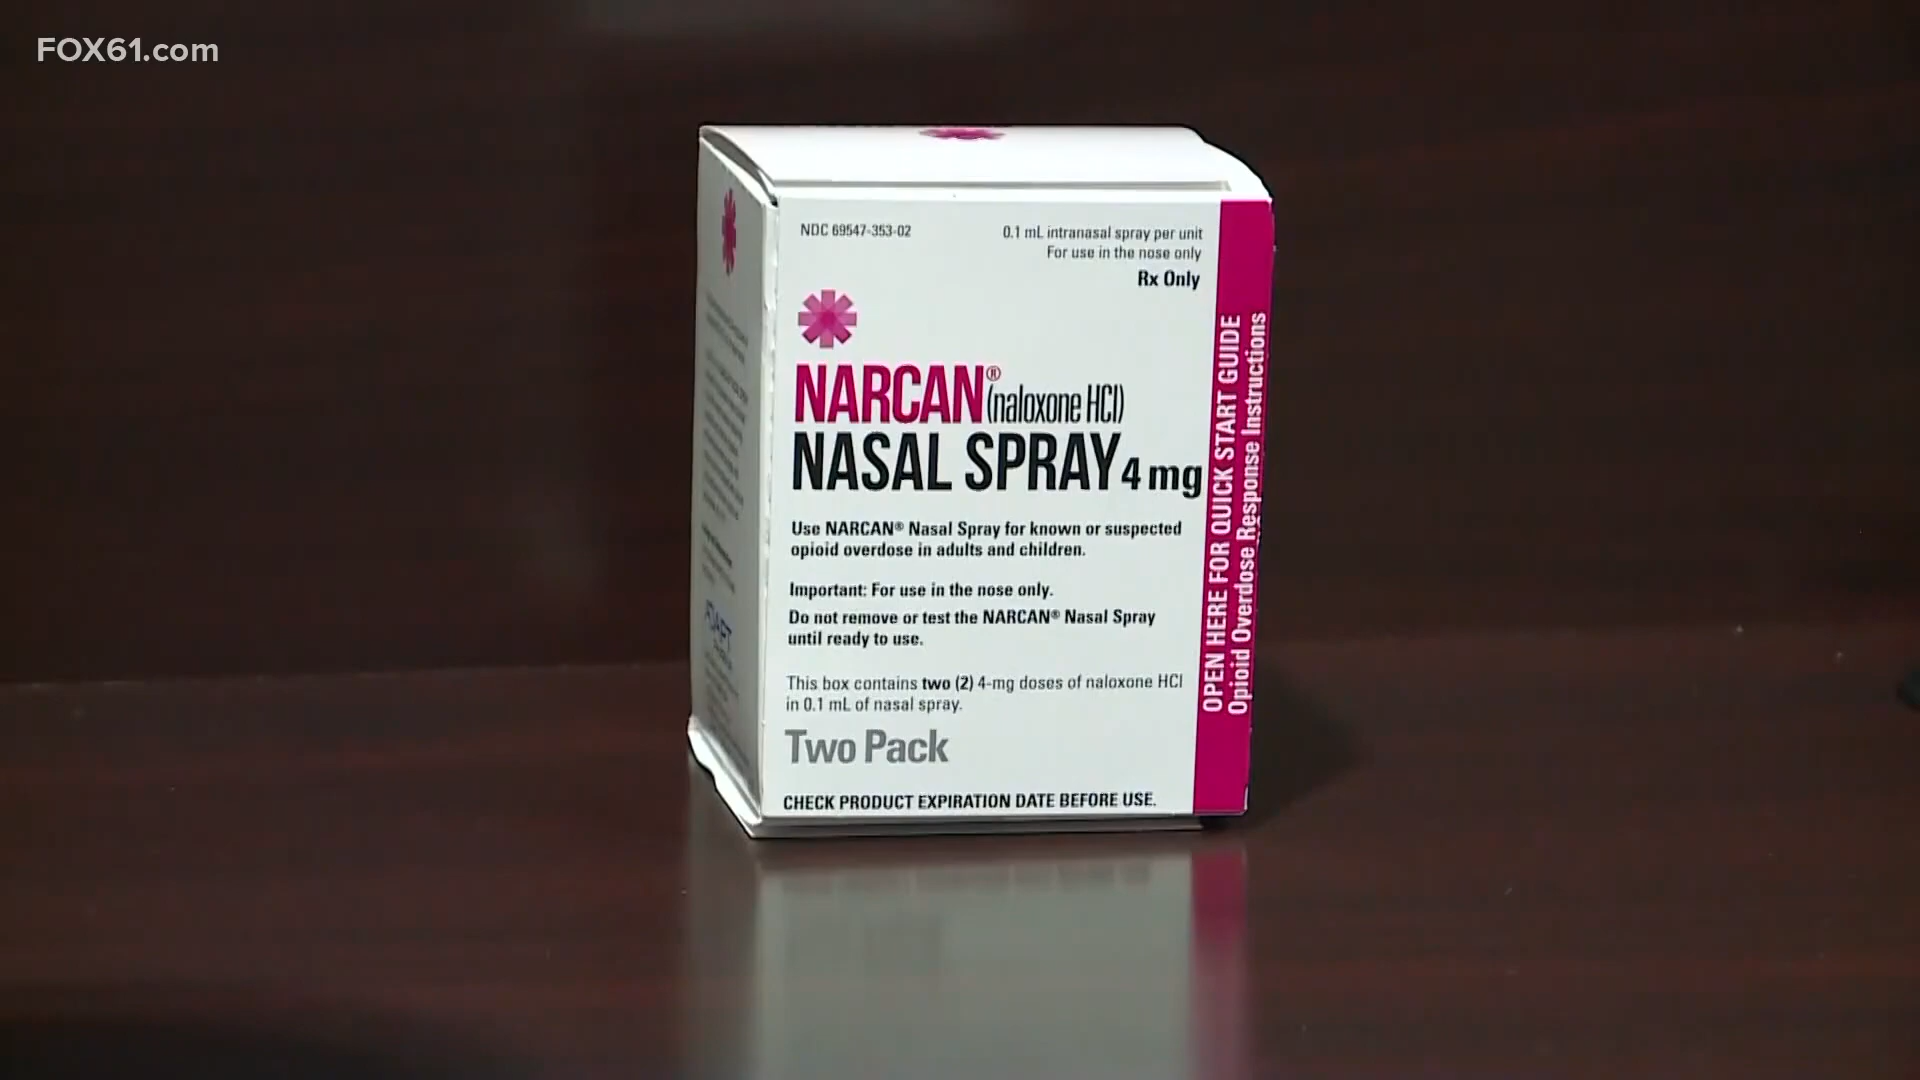 FOX61.com
NDC 69547-353-02
0.1 mL intranasal spray per unit
For use in the nose only
Rx Only
NARCAN® (naloxone HCl)
NASAL SPRAY 4 mg
Use NARCAN® Nasal Spray for known or suspected
opioid overdose in adults and children.
Important: For use in the nose only.
Do not remove or test the NARCAN® Nasal Spray
until ready to use.
This box contains two (2) 4-mg doses of naloxone HCl
in 0.1 mL of nasal spray.
Two Pack
CHECK PRODUCT EXPIRATION DATE BEFORE USE.
OPEN HERE FOR QUICK START GUIDE
Opioid Overdose Response Instructions
ADAPT